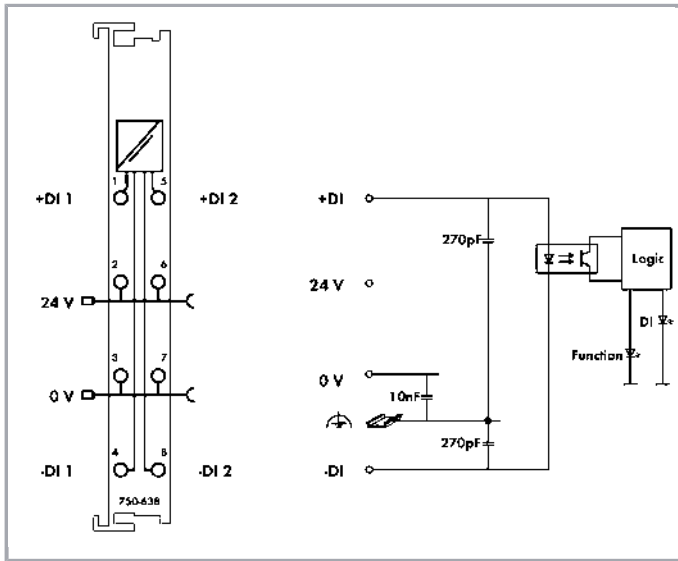 1 5
+DI 1 +DI 2
2 6
24 V
3 7
0 V
4 8
-DI 1 -DI 2
750-638
+DI
270pF
Logic
24 V
DI
Function
0 V
10nF
270pF
-DI